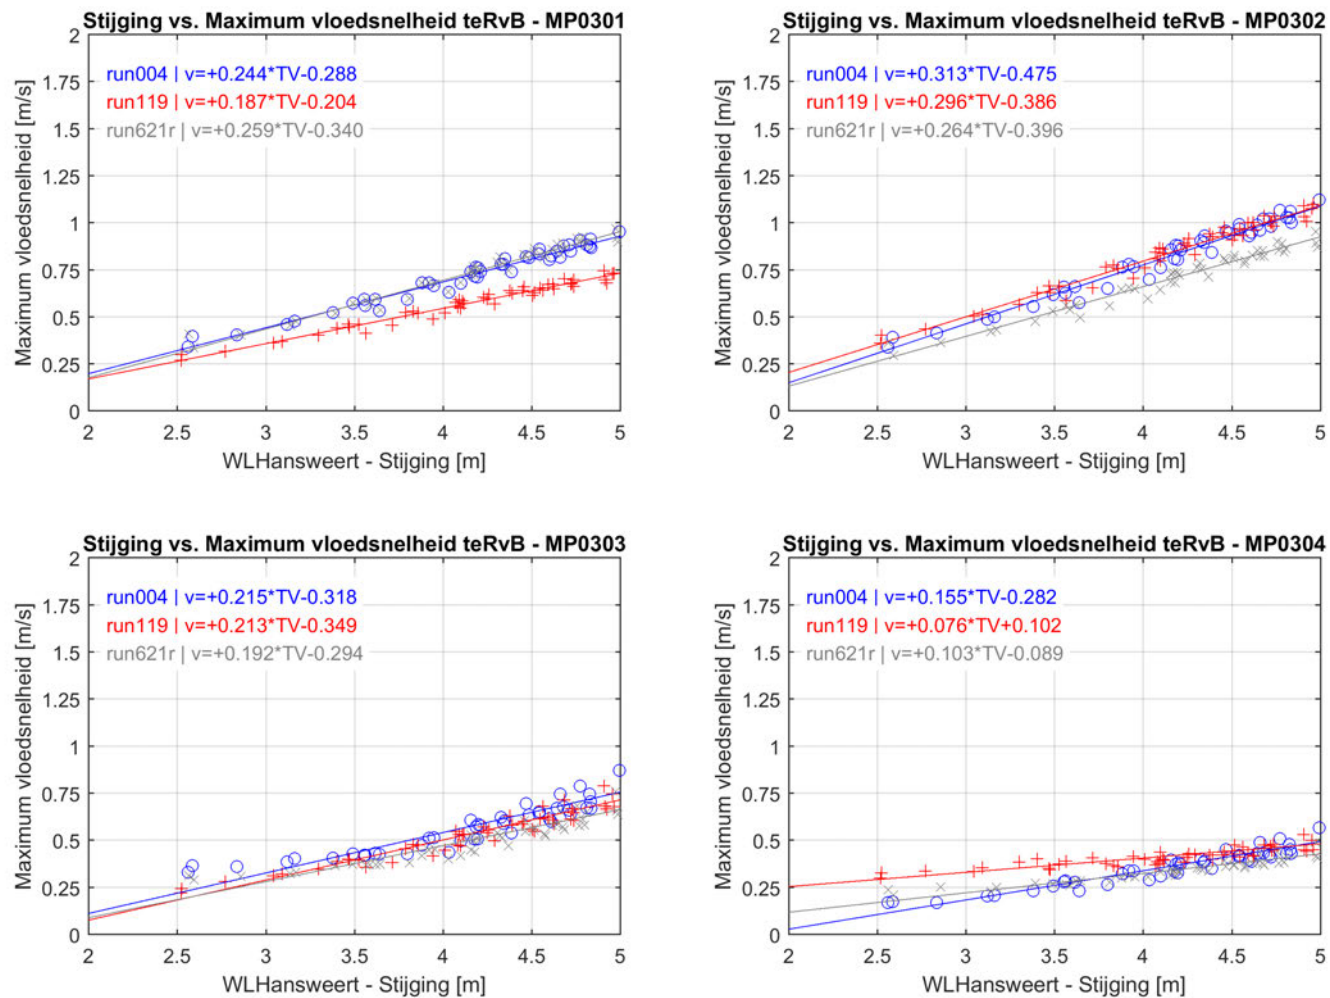 Stijging vs. Maximum vloedsnelheid teRvB - MP0301
2
1.75
1.5
1.25
1
0.75
0.5
0.25
0
Maximum vloedsnelheid [m/s]
run004 | v=+0.244*TV-0.288
run119 | v=+0.187*TV-0.204
run621r | v=+0.259*TV-0.340
2 2.5 3 3.5 4 4.5 5
WLHansweert - Stijging [m]
Stijging vs. Maximum vloedsnelheid teRvB - MP0302
2
1.75
1.5
1.25
1
0.75
0.5
0.25
0
Maximum vloedsnelheid [m/s]
run004 | v=+0.313*TV-0.475
run119 | v=+0.296*TV-0.386
run621r | v=+0.264*TV-0.396
2 2.5 3 3.5 4 4.5 5
WLHansweert - Stijging [m]
Stijging vs. Maximum vloedsnelheid teRvB - MP0303
2
1.75
1.5
1.25
1
0.75
0.5
0.25
0
Maximum vloedsnelheid [m/s]
run004 | v=+0.215*TV-0.318
run119 | v=+0.213*TV-0.349
run621r | v=+0.192*TV-0.294
2 2.5 3 3.5 4 4.5 5
WLHansweert - Stijging [m]
Stijging vs. Maximum vloedsnelheid teRvB - MP0304
2
1.75
1.5
1.25
1
0.75
0.5
0.25
0
Maximum vloedsnelheid [m/s]
run004 | v=+0.155*TV-0.282
run119 | v=+0.076*TV+0.102
run621r | v=+0.103*TV-0.089
2 2.5 3 3.5 4 4.5 5
WLHansweert - Stijging [m]